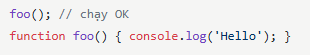 foo(); // chạy OK
function foo() { console.log('Hello'); }